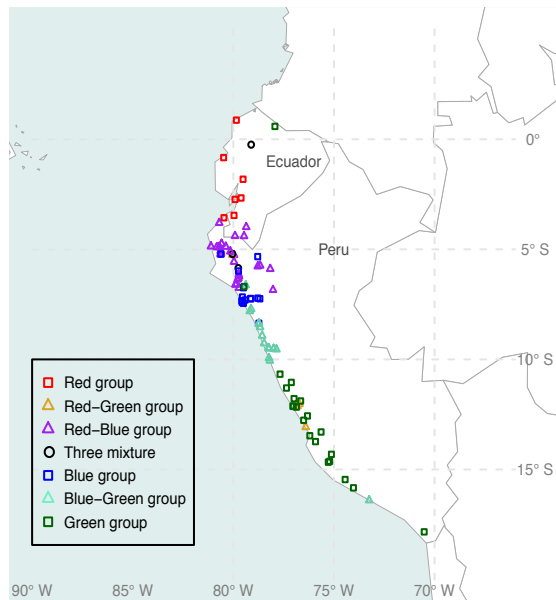 0°
Ecuador
Peru
5° S
10° S
15° S
Red group
Red−Green group
Red−Blue group
Three mixture
Blue group
Blue−Green group
Green group
90° W
85° W
80° W
75° W
70° W